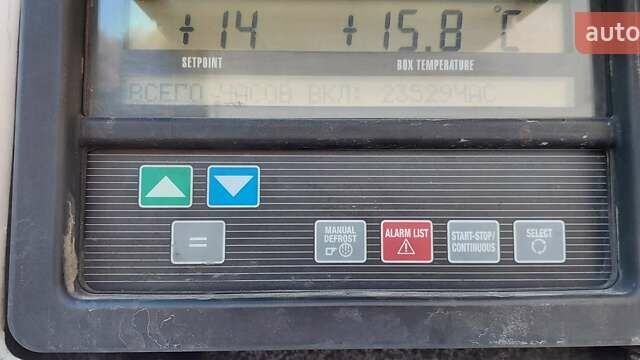 +14 +15.8 °C
auto
SETPOINT BOX TEMPERATURE
ВСЕГО ЧАСОВ ВКЛ: 23529ЧАС
=
MANUAL DEFROST
ALARM LIST
START-STOP/ CONTINUOUS
SELECT